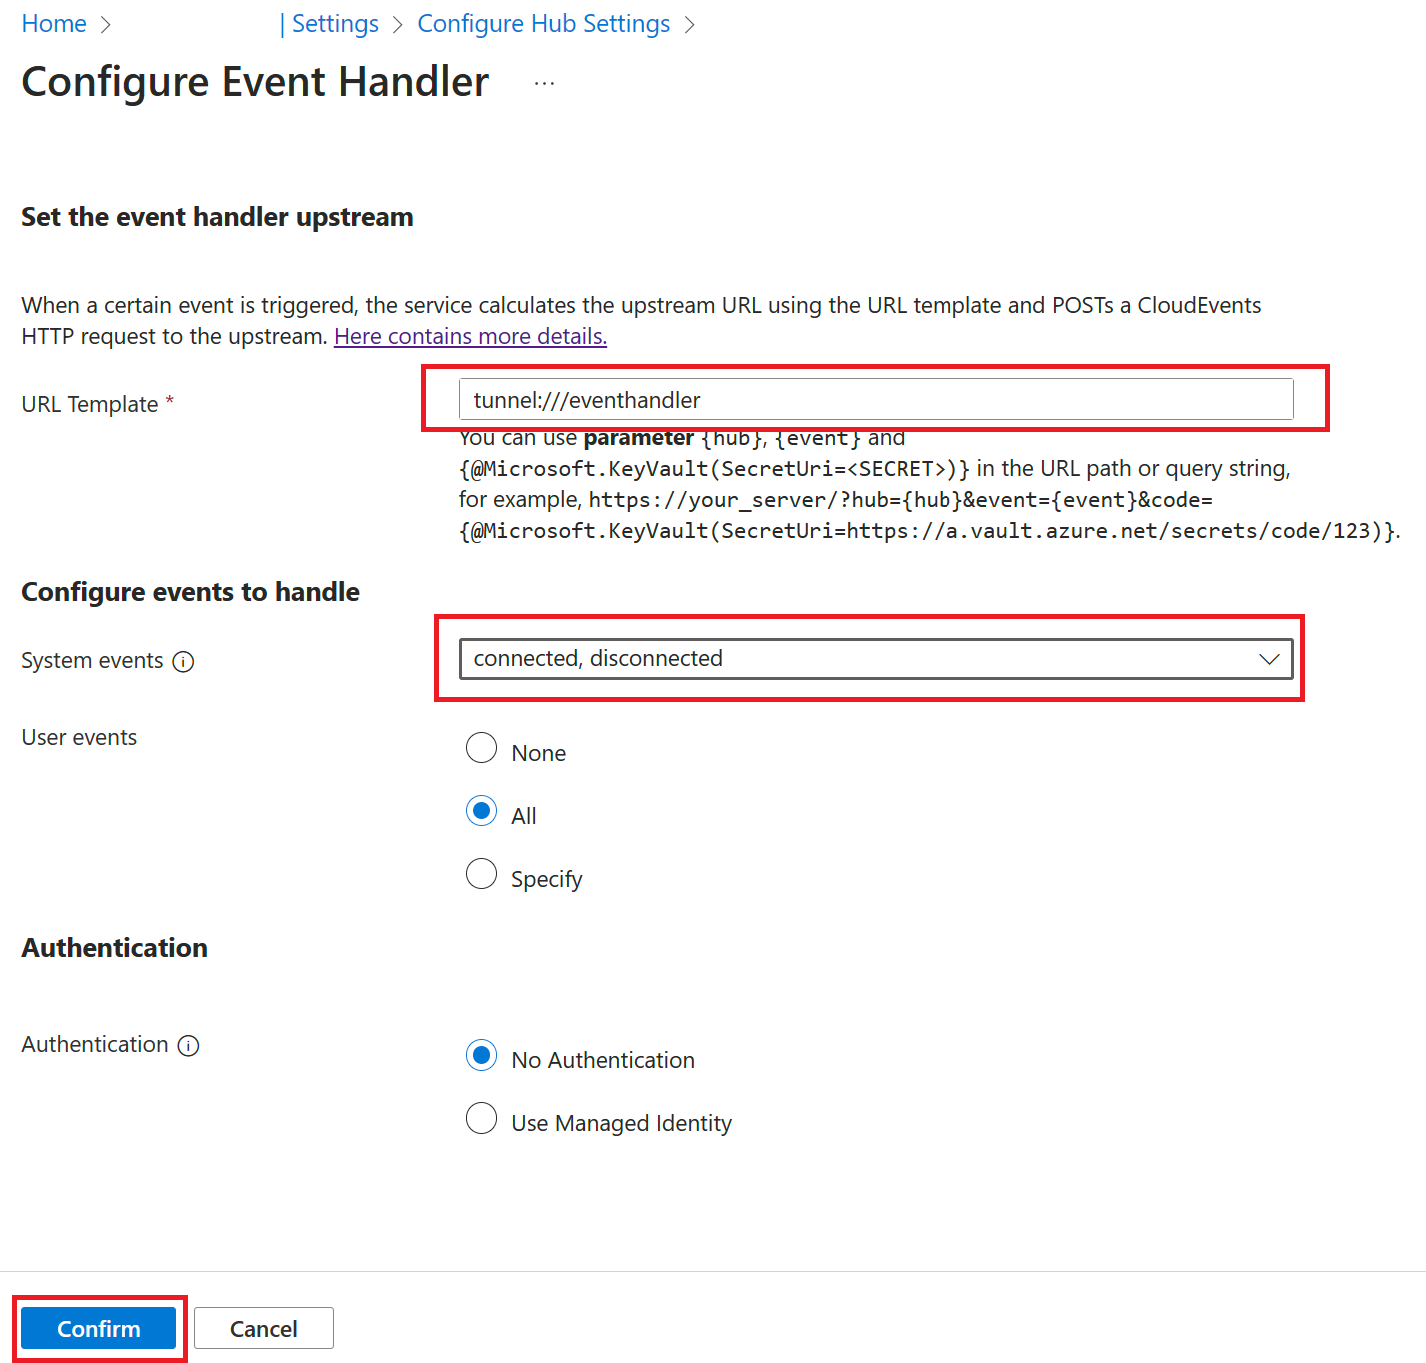 Home > | Settings > Configure Hub Settings >
Configure Event Handler ...
Set the event handler upstream
When a certain event is triggered, the service calculates the upstream URL using the URL template and POSTs a CloudEvents
HTTP request to the upstream. Here contains more details.
URL Template *
tunnel:///eventhandler
You can use parameter {hub}, {event} and
{@Microsoft.KeyVault(SecretUri=<SECRET>)} in the URL path or query string,
for example, https://your_server/?hub={hub}&event={event}&code=
{@Microsoft.KeyVault(SecretUri=https://a.vault.azure.net/secrets/code/123)}.
Configure events to handle
System events
connected, disconnected
User events
None
All
Specify
Authentication
Authentication
No Authentication
Use Managed Identity
Confirm
Cancel